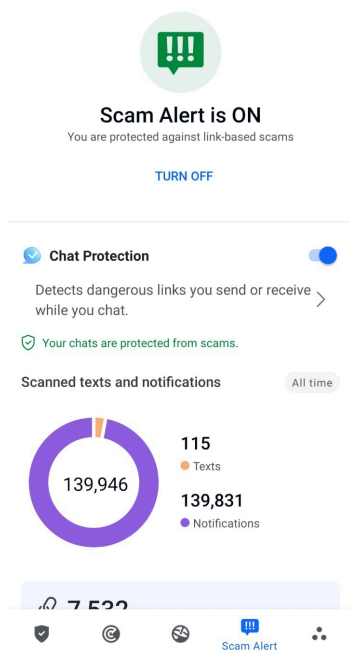 Scam Alert is ON
You are protected against link-based scams
TURN OFF
Chat Protection
Detects dangerous links you send or receive
while you chat.
Your chats are protected from scams.
Scanned texts and notifications
All time
139,946
115
Texts
139,831
Notifications
7,532
Scam Alert